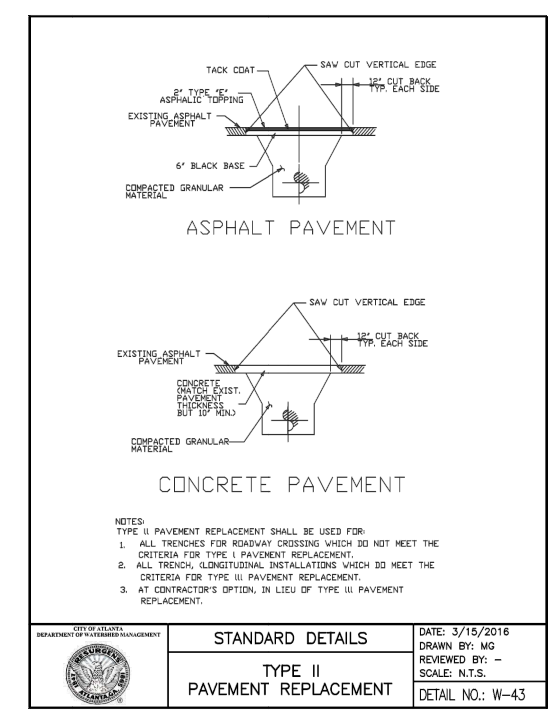 TACK COAT
SAW CUT VERTICAL EDGE
12" CUT BACK
TYP. EACH SIDE
2" TYPE "E"
ASPHALIC TOPPING
EXISTING ASPHALT
PAVEMENT
6" BLACK BASE
COMPACTED GRANULAR
MATERIAL
ASPHALT PAVEMENT
SAW CUT VERTICAL EDGE
12" CUT BACK
TYP. EACH SIDE
EXISTING ASPHALT
PAVEMENT
CONCRETE
(MATCH EXIST.
PAVEMENT
THICKNESS
BUT 10" MIN.)
COMPACTED GRANULAR
MATERIAL
CONCRETE PAVEMENT
NOTES:
TYPE II PAVEMENT REPLACEMENT SHALL BE USED FOR:
1. ALL TRENCHES FOR ROADWAY CROSSING WHICH DO NOT MEET THE
CRITERIA FOR TYPE I PAVEMENT REPLACEMENT.
2. ALL TRENCH, (LONGITUDINAL INSTALLATIONS WHICH DO MEET THE
CRITERIA FOR TYPE III PAVEMENT REPLACEMENT.
3. AT CONTRACTOR'S OPTION, IN LIEU OF TYPE III PAVEMENT
REPLACEMENT.
CITY OF ATLANTA
DEPARTMENT OF WATERSHED MANAGEMENT
RESURGENS
1847
1865
ATLANTA, GA.
®
STANDARD DETAILS
TYPE II
PAVEMENT REPLACEMENT
DATE: 3/15/2016
DRAWN BY: MG
REVIEWED BY: –
SCALE: N.T.S.
DETAIL NO.: W-43